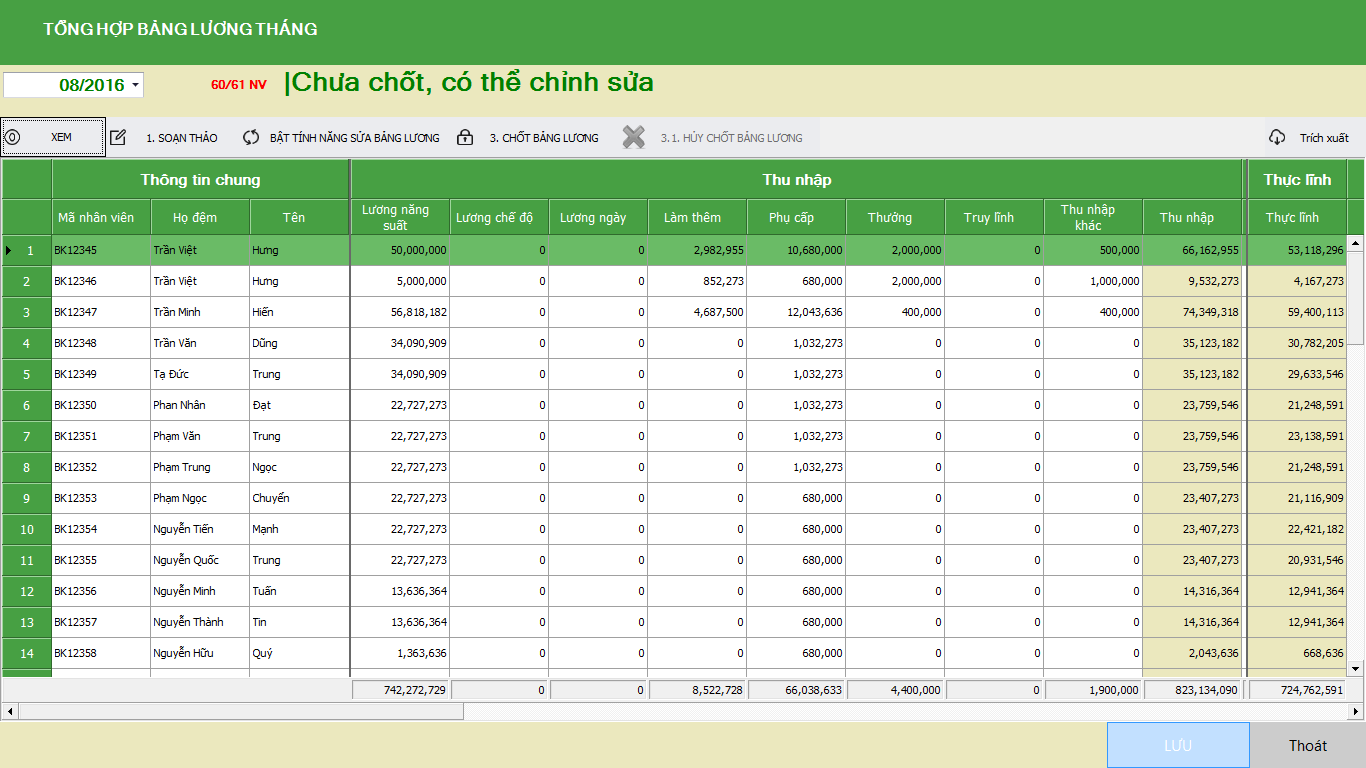 TỔNG HỢP BẢNG LƯƠNG THÁNG
08/2016 60/61 NV |Chưa chốt, có thể chỉnh sửa
XEM 1. SOẠN THẢO BẬT TÍNH NĂNG SỬA BẢNG LƯƠNG 3. CHỐT BẢNG LƯƠNG 3.1. HỦY CHỐT BẢNG LƯƠNG Trích xuất
Thông tin chung Thu nhập Thực lĩnh
Mã nhân viên Họ đệm Tên Lương năng suất Lương chế độ Lương ngày Làm thêm Phụ cấp Thưởng Truy lĩnh Thu nhập khác Thu nhập Thực lĩnh
1 BK12345 Trần Việt Hưng 50,000,000 0 0 2,982,955 10,680,000 2,000,000 0 500,000 66,162,955 53,118,296
2 BK12346 Trần Việt Hưng 5,000,000 0 0 852,273 680,000 2,000,000 0 1,000,000 9,532,273 4,167,273
3 BK12347 Trần Minh Hiến 56,818,182 0 0 4,687,500 12,043,636 400,000 0 400,000 74,349,318 59,400,113
4 BK12348 Trần Văn Dũng 34,090,909 0 0 0 1,032,273 0 0 0 35,123,182 30,782,205
5 BK12349 Tạ Đức Trung 34,090,909 0 0 0 1,032,273 0 0 0 35,123,182 29,633,546
6 BK12350 Phan Nhân Đạt 22,727,273 0 0 0 1,032,273 0 0 0 23,759,546 21,248,591
7 BK12351 Phạm Văn Trung 22,727,273 0 0 0 1,032,273 0 0 0 23,759,546 23,138,591
8 BK12352 Phạm Trung Ngọc 22,727,273 0 0 0 1,032,273 0 0 0 23,759,546 21,248,591
9 BK12353 Phạm Ngọc Chuyển 22,727,273 0 0 0 680,000 0 0 0 23,407,273 21,116,909
10 BK12354 Nguyễn Tiến Mạnh 22,727,273 0 0 0 680,000 0 0 0 23,407,273 22,421,182
11 BK12355 Nguyễn Quốc Trung 22,727,273 0 0 0 680,000 0 0 0 23,407,273 20,931,546
12 BK12356 Nguyễn Minh Tuấn 13,636,364 0 0 0 680,000 0 0 0 14,316,364 12,941,364
13 BK12357 Nguyễn Thành Tin 13,636,364 0 0 0 680,000 0 0 0 14,316,364 12,941,364
14 BK12358 Nguyễn Hữu Quý 1,363,636 0 0 0 680,000 0 0 0 2,043,636 668,636
742,272,729 0 0 8,522,728 66,038,633 4,400,000 0 1,900,000 823,134,090 724,762,591
LƯU Thoát